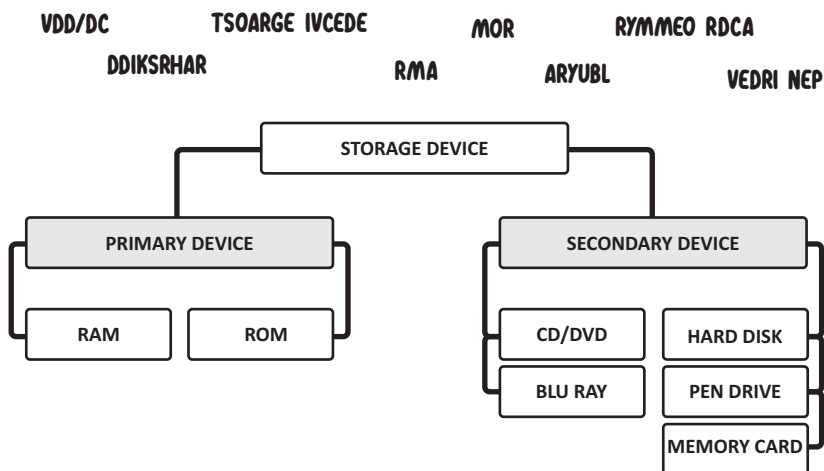 VDD/DC TSOARGE IVCEDE MOR RYMMEO RDCA
DDIKSRHAR RMA ARYUBL VEDRI NEP
STORAGE DEVICE
PRIMARY DEVICE SECONDARY DEVICE
RAM ROM CD/DVD HARD DISK
BLU RAY PEN DRIVE
MEMORY CARD